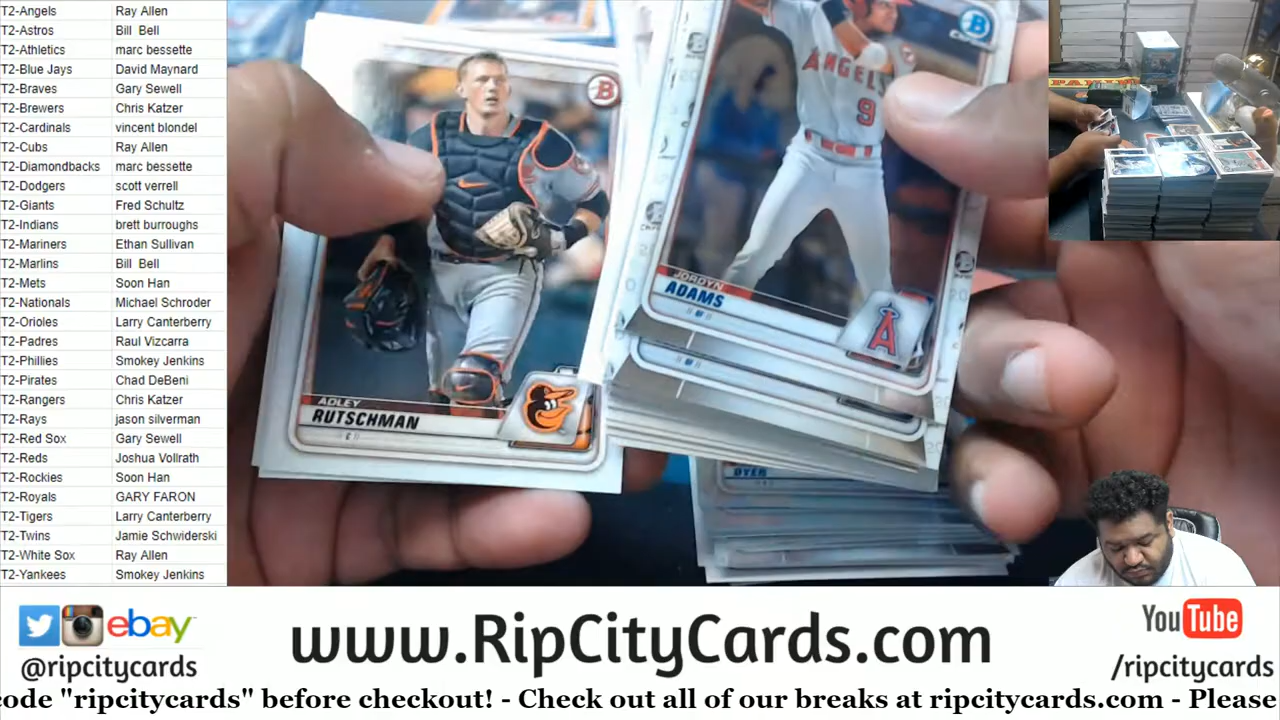 T2-Angels Ray Allen
T2-Astros Bill Bell
T2-Athletics marc bessette
T2-Blue Jays David Maynard
T2-Braves Gary Sewell
T2-Brewers Chris Katzer
T2-Cardinals vincent blondel
T2-Cubs Ray Allen
T2-Diamondbacks marc bessette
T2-Dodgers scott verrell
T2-Giants Fred Schultz
T2-Indians brett burroughs
T2-Mariners Ethan Sullivan
T2-Marlins Bill Bell
T2-Mets Soon Han
T2-Nationals Michael Schroder
T2-Orioles Larry Canterberry
T2-Padres Raul Vizcarra
T2-Phillies Smokey Jenkins
T2-Pirates Chad DeBeni
T2-Rangers Chris Katzer
T2-Rays jason silverman
T2-Red Sox Gary Sewell
T2-Reds Joshua Vollrath
T2-Rockies Soon Han
T2-Royals GARY FARON
T2-Tigers Larry Canterberry
T2-Twins Jamie Schwiderski
T2-White Sox Ray Allen
T2-Yankees Smokey Jenkins
B
ADLEY
RUTSCHMAN
C
ANGELS
9
JORDYN
ADAMS
A
DYER
PANINI
ebay
@ripcitycards
www.RipCityCards.com
YouTube
/ripcitycards
code "ripcitycards" before checkout! - Check out all of our breaks at ripcitycards.com - Please